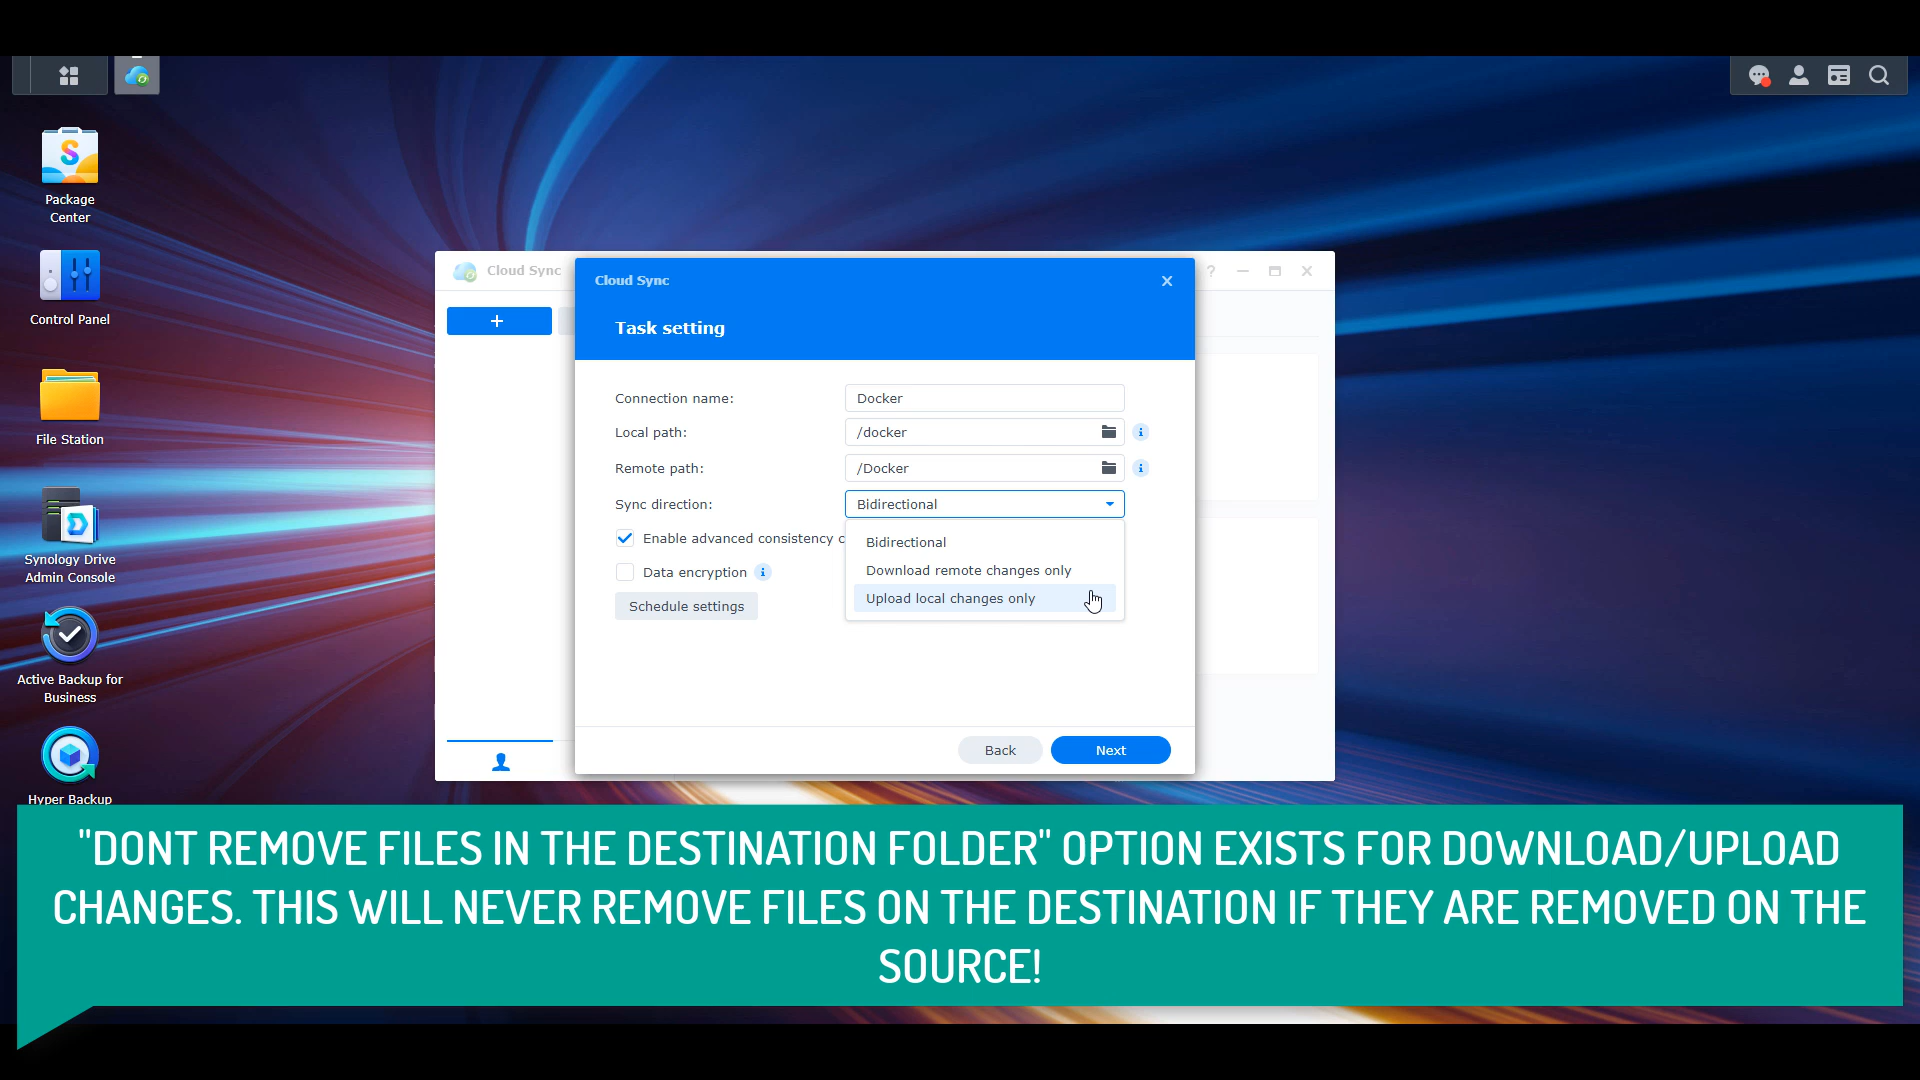 Package
Center
Control Panel
File Station
Synology Drive
Admin Console
Active Backup for
Business
Hyper Backup
Cloud Sync
?
+
Cloud Sync
Task setting
Connection name:
Docker
Local path:
/docker
Remote path:
/Docker
Sync direction:
Bidirectional
Enable advanced consistency c
Bidirectional
Data encryption
Download remote changes only
Schedule settings
Upload local changes only
Back
Next
"DONT REMOVE FILES IN THE DESTINATION FOLDER" OPTION EXISTS FOR DOWNLOAD/UPLOAD
CHANGES. THIS WILL NEVER REMOVE FILES ON THE DESTINATION IF THEY ARE REMOVED ON THE
SOURCE!